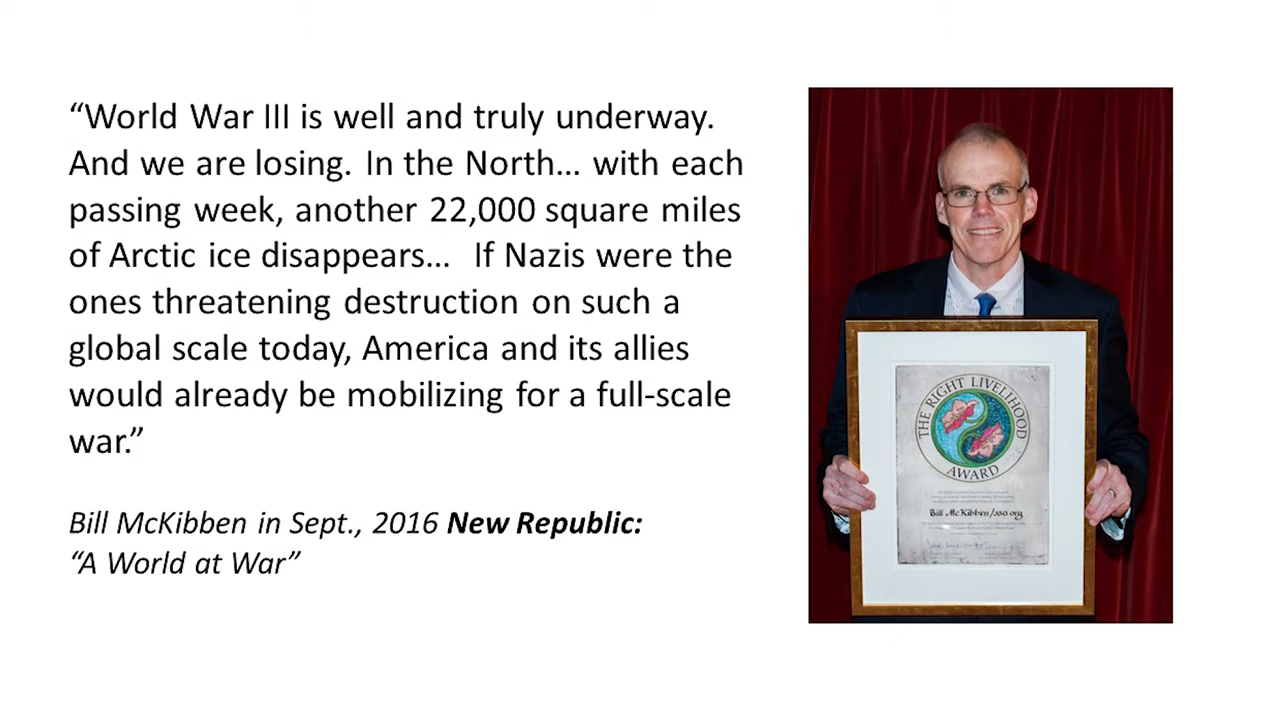 “World War III is well and truly underway.
And we are losing. In the North… with each
passing week, another 22,000 square miles
of Arctic ice disappears… If Nazis were the
ones threatening destruction on such a
global scale today, America and its allies
would already be mobilizing for a full-scale
war.”
Bill McKibben in Sept., 2016 New Republic:
“A World at War”
THE RIGHT LIVELIHOOD
AWARD
Bill McKibben/350.org